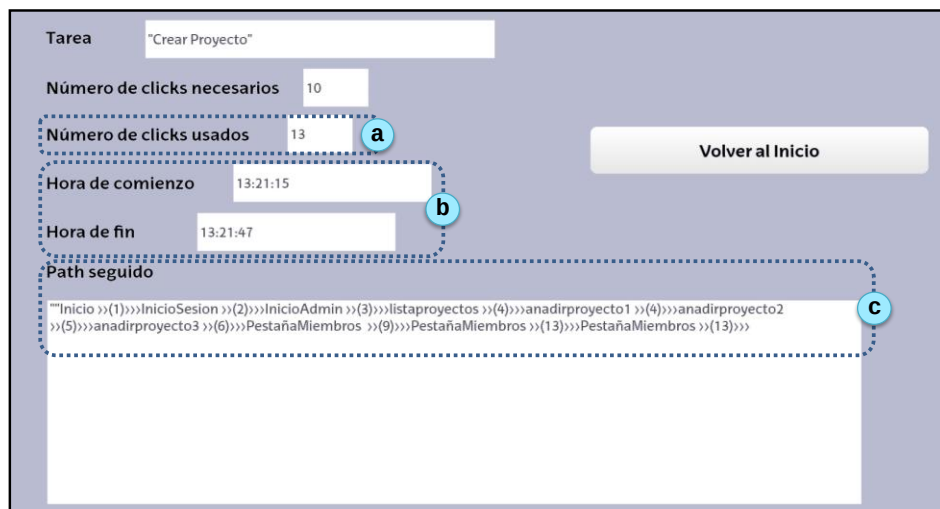 Tarea "Crear Proyecto"
Número de clicks necesarios 10
Número de clicks usados 13 a
Volver al Inicio
Hora de comienzo 13:21:15
b
Hora de fin 13:21:47
Path seguido
""Inicio >>(1)>>>InicioSesion >>(2)>>>InicioAdmin >>(3)>>>listaproyectos >>(4)>>>anadirproyecto1 >>(4)>>>anadirproyecto2
>>(5)>>>anadirproyecto3 >>(6)>>>PestañaMiembros >>(9)>>>PestañaMiembros >>(13)>>>PestañaMiembros >>(13)>>>
c